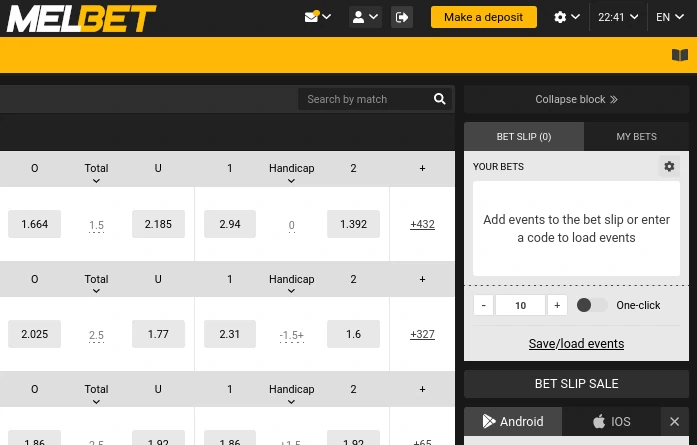 MELBET
Make a deposit
22:41
EN
Search by match
Collapse block
BET SLIP (0)
MY BETS
O Total U 1 Handicap 2 +
YOUR BETS
1.664 1.5 2.185 2.94 0 1.392 +432
Add events to the bet slip or enter
a code to load events
O Total U 1 Handicap 2 +
- 10 + One-click
2.025 2.5 1.77 2.31 -1.5+ 1.6 +327
Save/load events
O Total U 1 Handicap 2 +
BET SLIP SALE
Android
IOS
1.86 2.5 1.92 1.86 +1.5- 1.92 +65